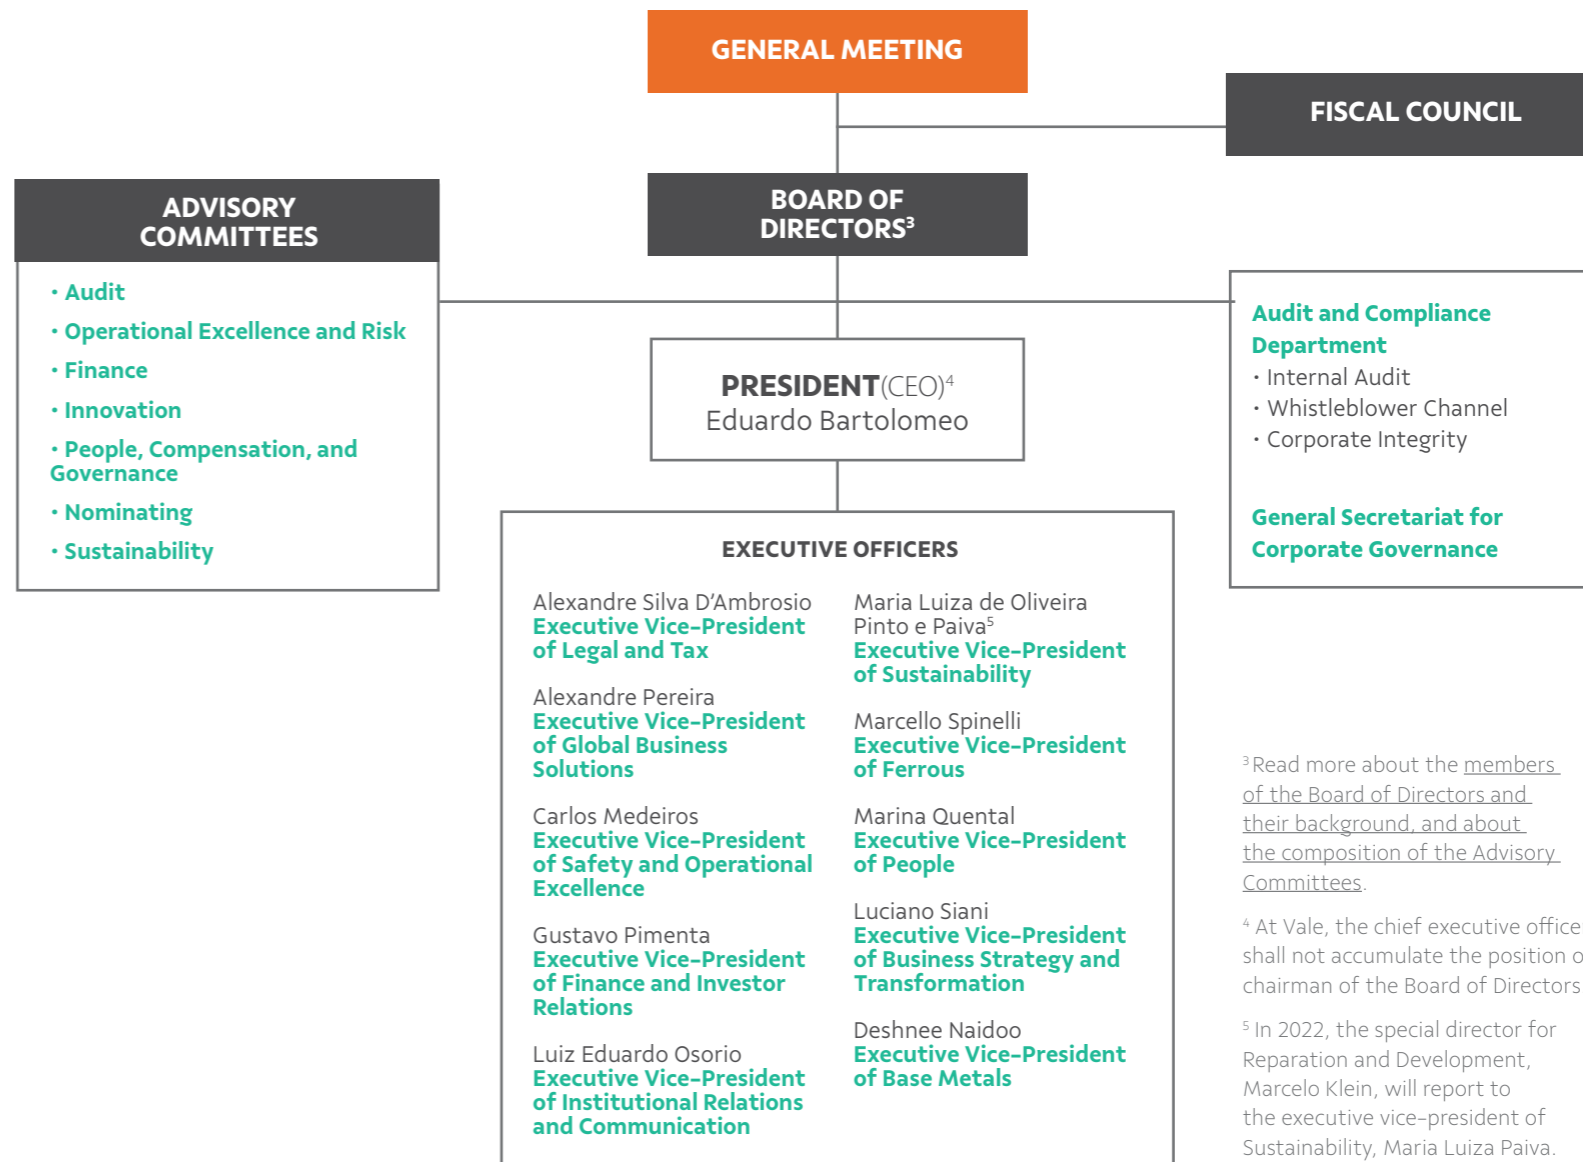 GENERAL MEETING
FISCAL COUNCIL
BOARD OF
DIRECTORS³
ADVISORY
COMMITTEES
• Audit
• Operational Excellence and Risk
• Finance
• Innovation
• People, Compensation, and
Governance
• Nominating
• Sustainability
Audit and Compliance
Department
• Internal Audit
• Whistleblower Channel
• Corporate Integrity
General Secretariat for
Corporate Governance
PRESIDENT(CEO)⁴
Eduardo Bartolomeo
EXECUTIVE OFFICERS
Alexandre Silva D’Ambrosio
Executive Vice-President
of Legal and Tax
Alexandre Pereira
Executive Vice-President
of Global Business
Solutions
Carlos Medeiros
Executive Vice-President
of Safety and Operational
Excellence
Gustavo Pimenta
Executive Vice-President
of Finance and Investor
Relations
Luiz Eduardo Osorio
Executive Vice-President
of Institutional Relations
and Communication
Maria Luiza de Oliveira
Pinto e Paiva⁵
Executive Vice-President
of Sustainability
Marcello Spinelli
Executive Vice-President
of Ferrous
Marina Quental
Executive Vice-President
of People
Luciano Siani
Executive Vice-President
of Business Strategy and
Transformation
Deshnee Naidoo
Executive Vice-President
of Base Metals
³ Read more about the members
of the Board of Directors and
their background, and about
the composition of the Advisory
Committees.
⁴ At Vale, the chief executive office
shall not accumulate the position o
chairman of the Board of Directors
⁵ In 2022, the special director for
Reparation and Development,
Marcelo Klein, will report to
the executive vice-president of
Sustainability, Maria Luiza Paiva.